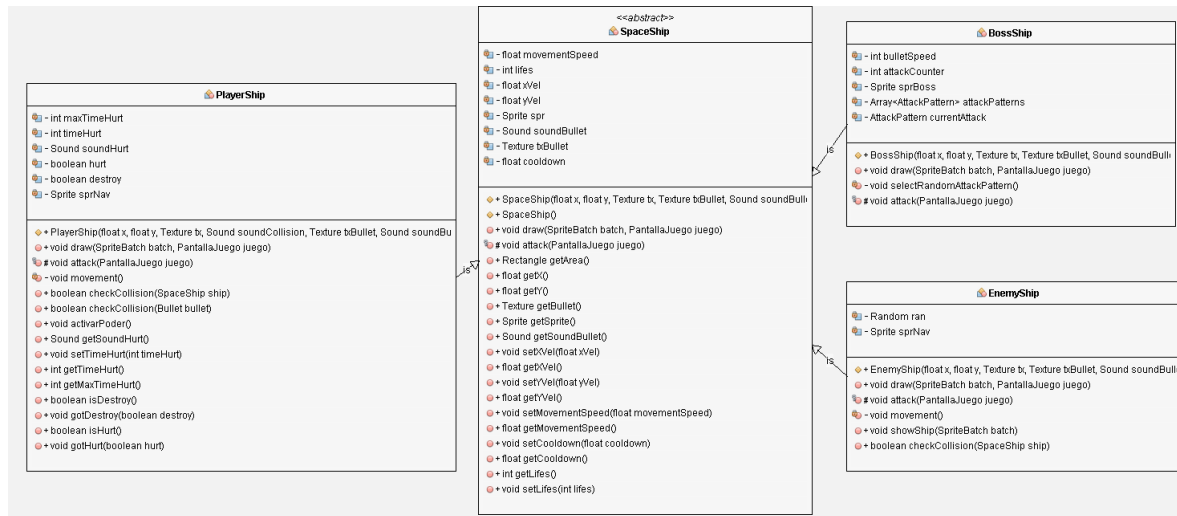 PlayerShip
- int maxTimeHurt
- int timeHurt
- Sound soundHurt
- boolean hurt
- boolean destroy
- Sprite sprNav
+ PlayerShip(float x, float y, Texture tx, Sound soundCollision, Texture txBullet, Sound soundBu
+ void draw(SpriteBatch batch, PantallaJuego juego)
# void attack(PantallaJuego juego)
- void movement()
+ boolean checkCollision(SpaceShip ship)
+ boolean checkCollision(Bullet bullet)
+ void activarPoder()
+ Sound getSoundHurt()
+ void setTimeHurt(int timeHurt)
+ int getTimeHurt()
+ int getMaxTimeHurt()
+ boolean isDestroy()
+ void gotDestroy(boolean destroy)
+ boolean isHurt()
+ void gotHurt(boolean hurt)
is
<<abstract>>
SpaceShip
- float movementSpeed
- int lifes
- float xVel
- float yVel
- Sprite spr
- Sound soundBullet
- Texture txBullet
- float cooldown
+ SpaceShip(float x, float y, Texture tx, Texture txBullet, Sound soundBull
+ SpaceShip()
+ void draw(SpriteBatch batch, PantallaJuego juego)
# void attack(PantallaJuego juego)
+ Rectangle getArea()
+ float getX()
+ float getY()
+ Texture getBullet()
+ Sprite getSprite()
+ Sound getSoundBullet()
+ void setXVel(float xVel)
+ float getXVel()
+ void setYVel(float yVel)
+ float getYVel()
+ void setMovementSpeed(float movementSpeed)
+ float getMovementSpeed()
+ void setCooldown(float cooldown)
+ float getCooldown()
+ int getLifes()
+ void setLifes(int lifes)
is
BossShip
- int bulletSpeed
- int attackCounter
- Sprite sprBoss
- Array<AttackPattern> attackPatterns
- AttackPattern currentAttack
+ BossShip(float x, float y, Texture tx, Texture txBullet, Sound soundBulle
+ void draw(SpriteBatch batch, PantallaJuego juego)
- void selectRandomAttackPattern()
# void attack(PantallaJuego juego)
is
EnemyShip
- Random ran
- Sprite sprNav
+ EnemyShip(float x, float y, Texture tx, Texture txBullet, Sound soundBull
+ void draw(SpriteBatch batch, PantallaJuego juego)
# void attack(PantallaJuego juego)
- void movement()
+ void showShip(SpriteBatch batch)
+ boolean checkCollision(SpaceShip ship)